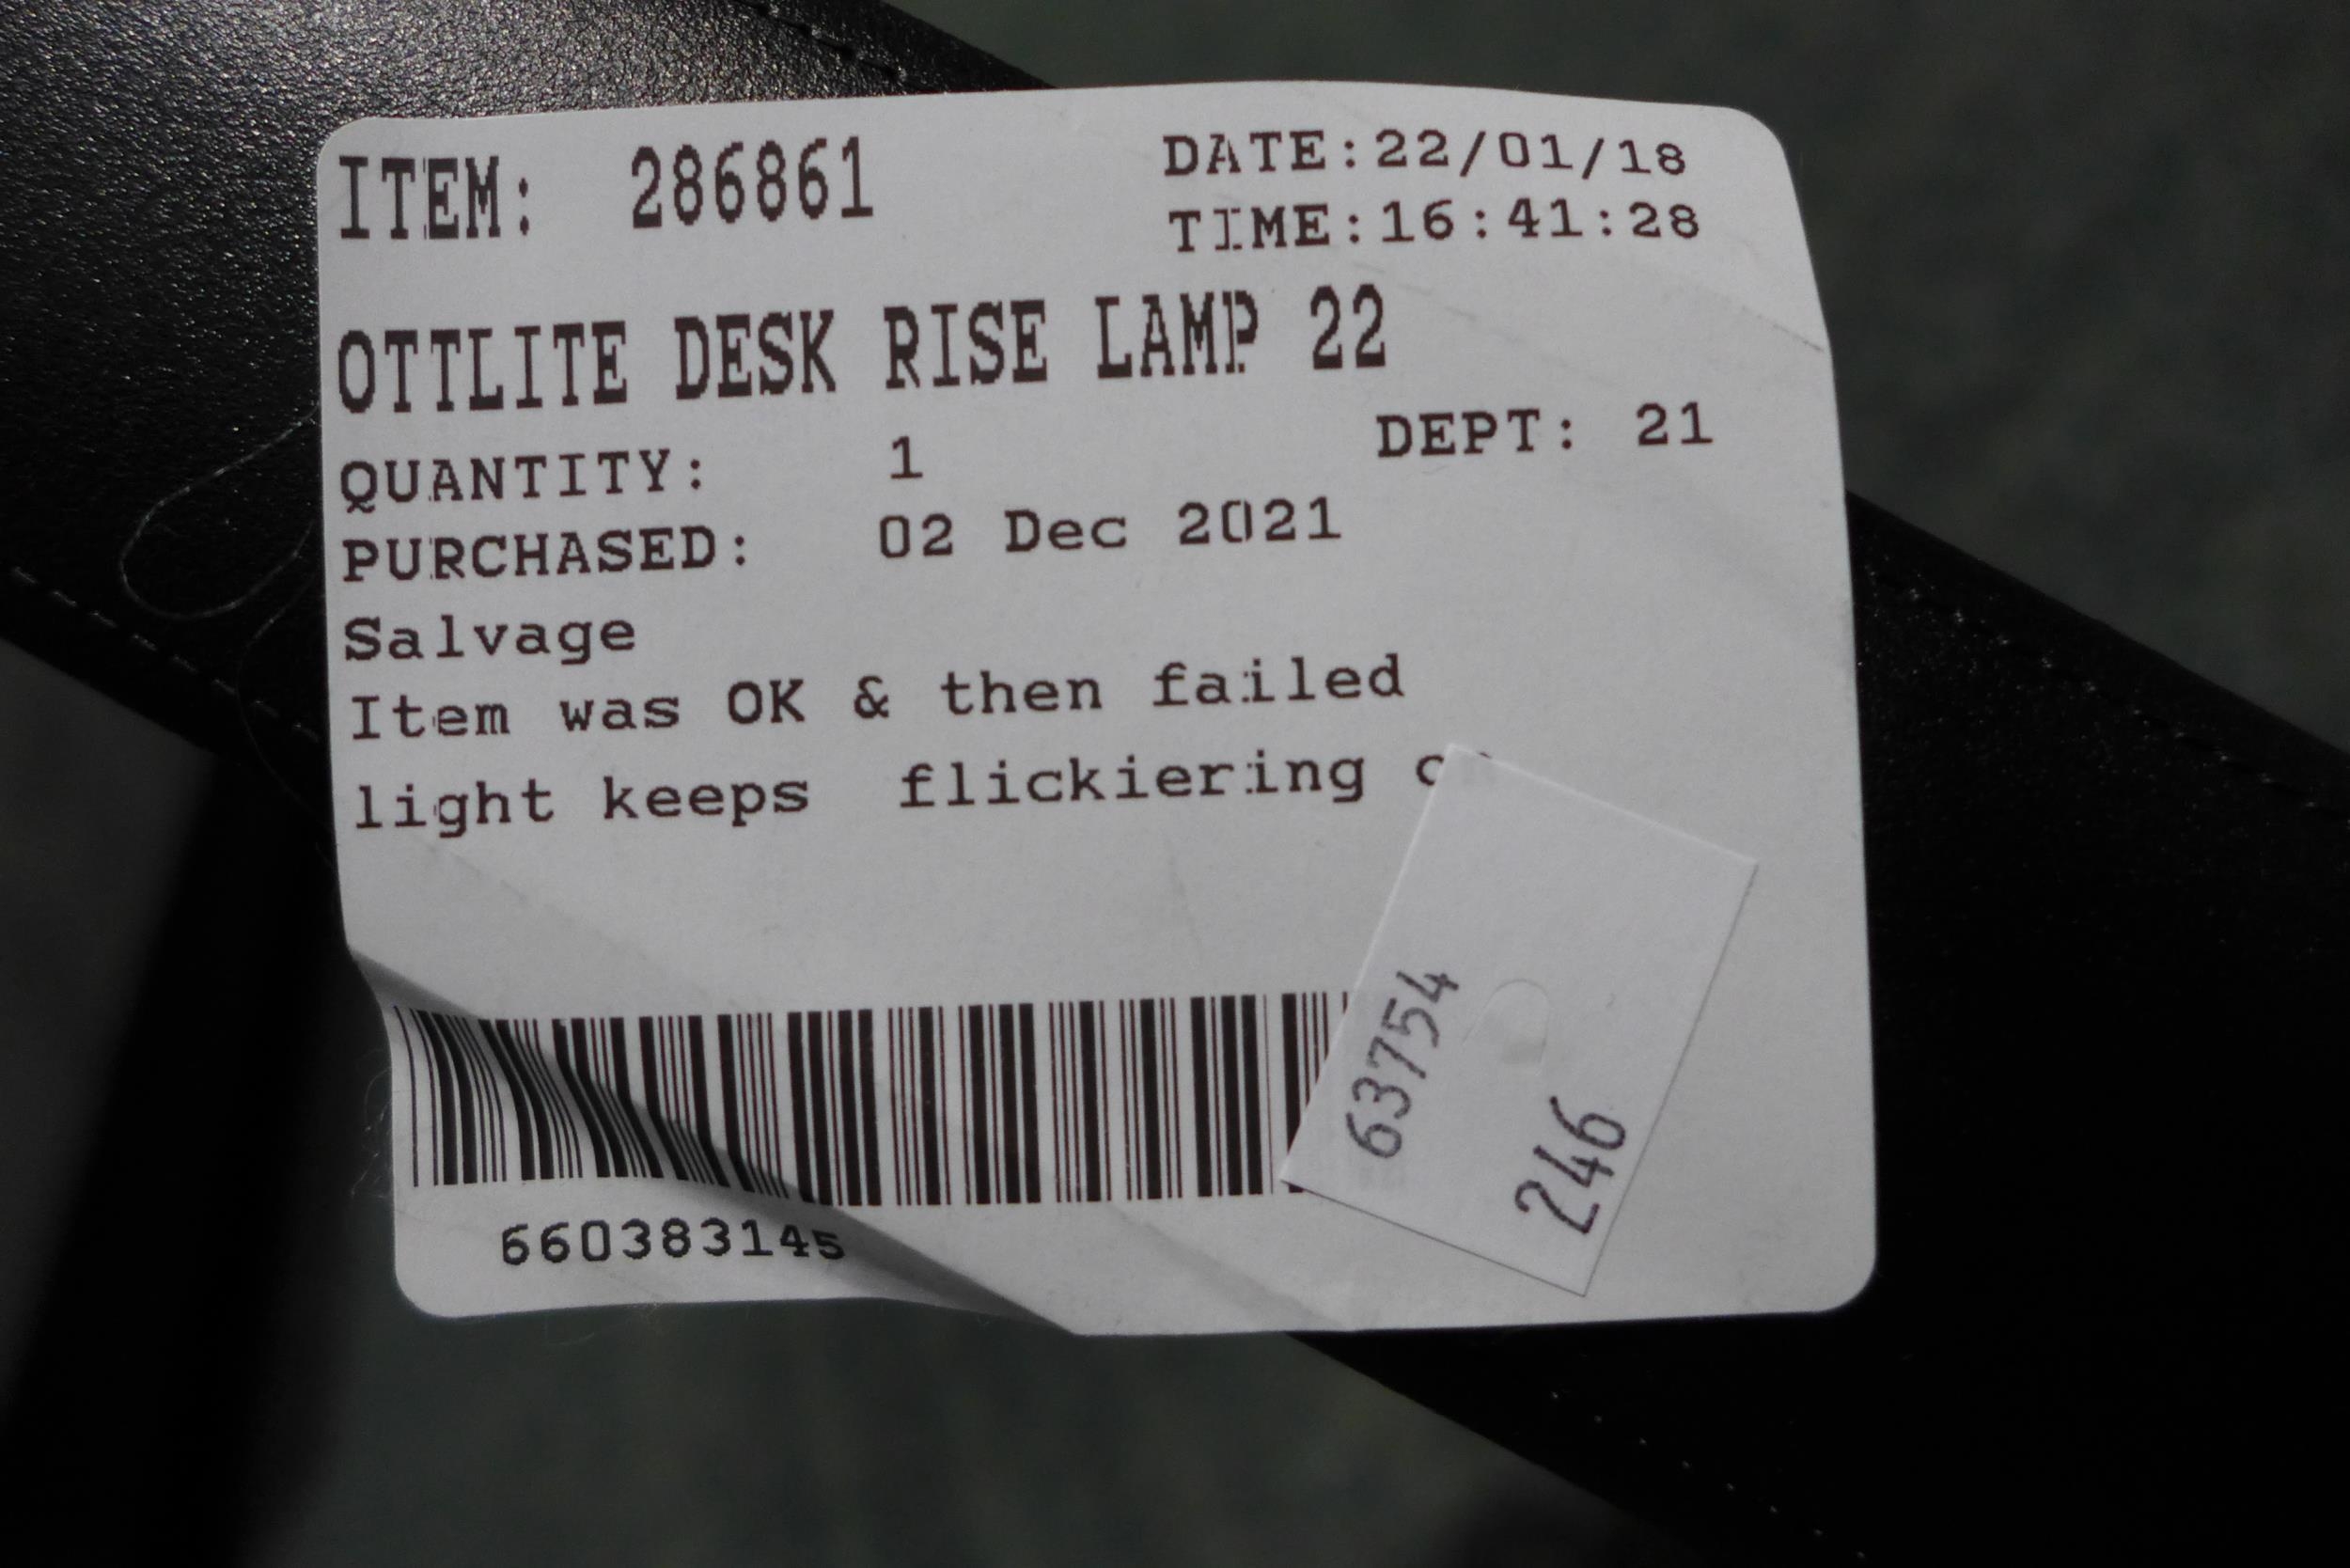 ITEM: 286861
DATE:22/01/18
TIME:16:41:28
OTTLITE DESK RISE LAMP 22
DEPT: 21
QUANTITY: 1
PURCHASED: 02 Dec 2021
Salvage
Item was OK & then failed
light keeps flickiering
63754
246
660383145